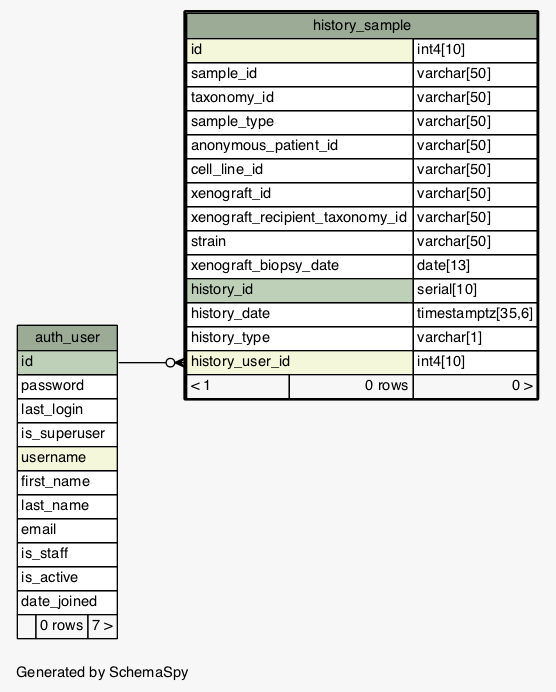 history_sample
id int4[10]
sample_id varchar[50]
taxonomy_id varchar[50]
sample_type varchar[50]
anonymous_patient_id varchar[50]
cell_line_id varchar[50]
xenograft_id varchar[50]
xenograft_recipient_taxonomy_id varchar[50]
strain varchar[50]
xenograft_biopsy_date date[13]
history_id serial[10]
history_date timestamptz[35,6]
history_type varchar[1]
history_user_id int4[10]
< 1 0 rows 0 >
auth_user
id
password
last_login
is_superuser
username
first_name
last_name
email
is_staff
is_active
date_joined
0 rows 7 >
Generated by SchemaSpy